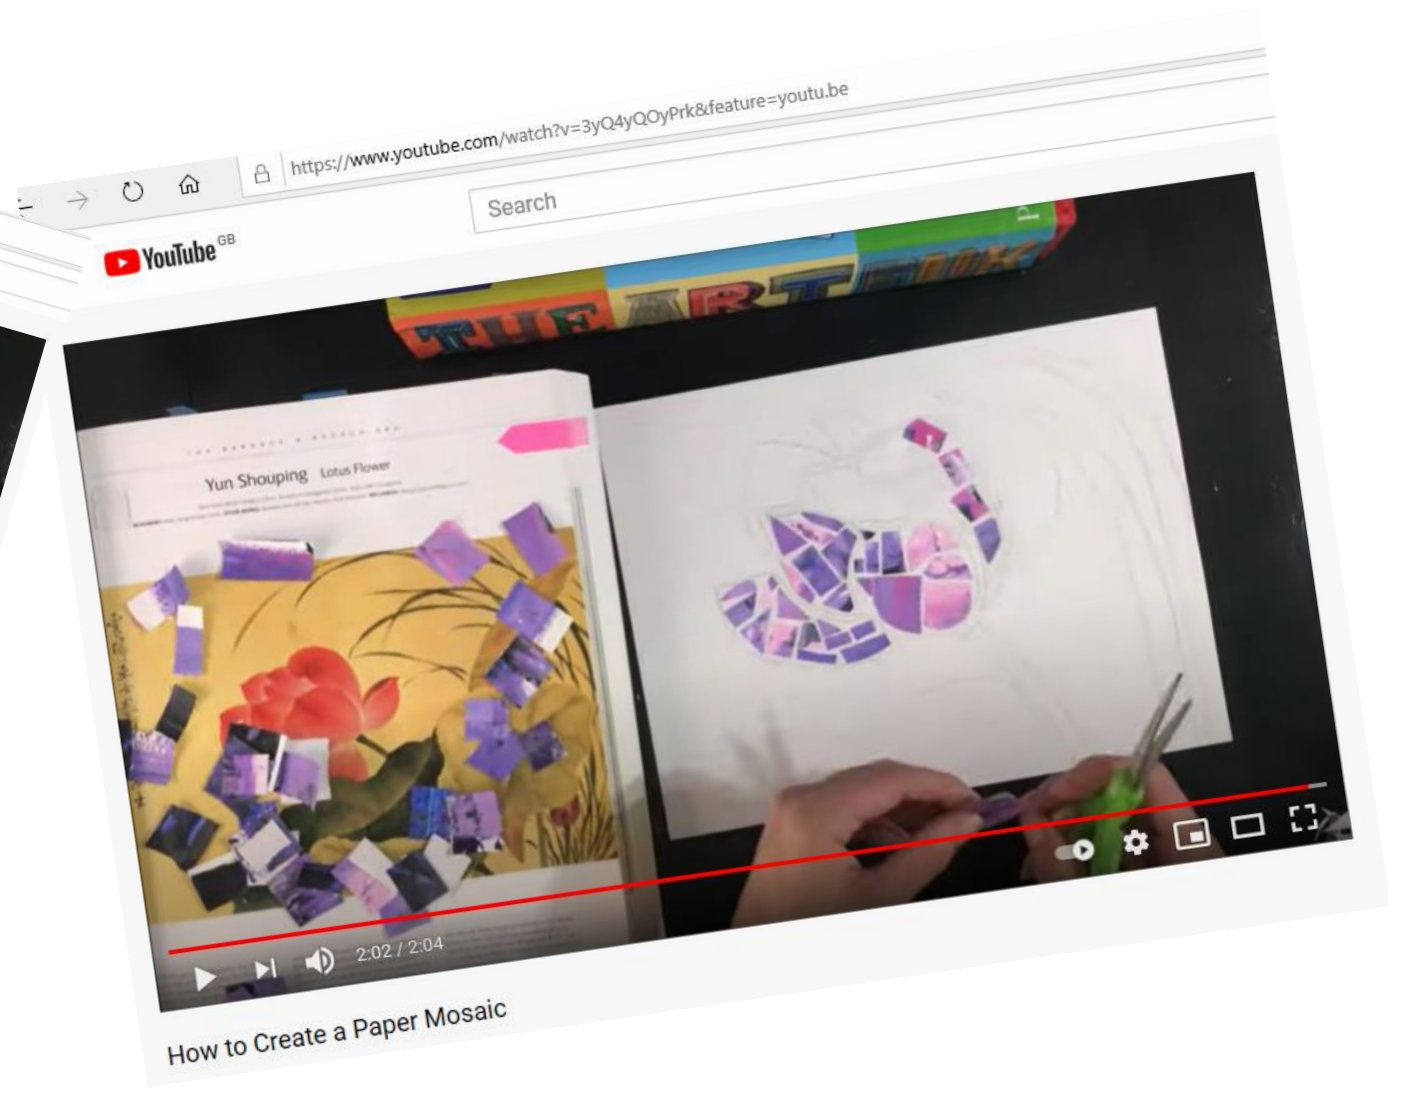 https://www.youtube.com/watch?v=3yQ4yQOyPrk&feature=youtu.be
YouTube GB
Search
THE ART
Yun Shouping Lotus Flower
2:02 / 2:04
How to Create a Paper Mosaic